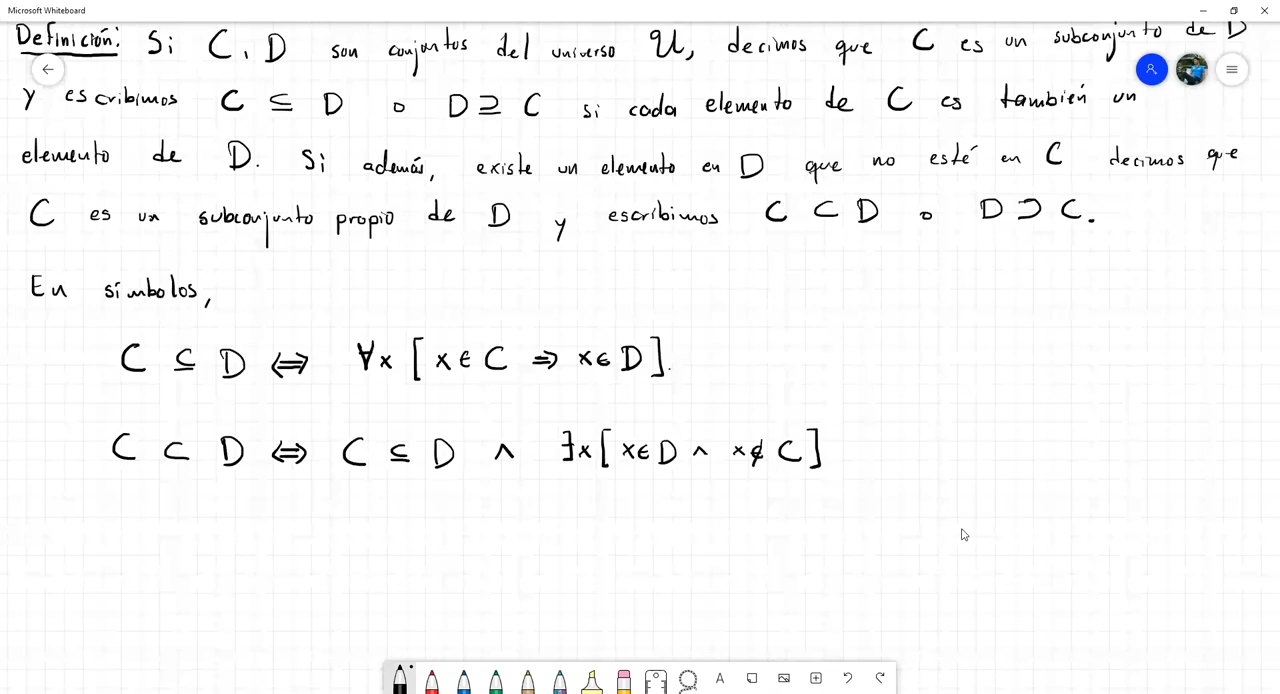 Microsoft Whiteboard
Definición: Si C, D son conjuntos del universo U, decimos que C es un subconjunto de D
y escribimos C ⊆ D o D ⊇ C si cada elemento de C es también un
elemento de D. Si además, existe un elemento en D que no esté en C decimos que
C es un subconjunto propio de D y escribimos C ⊂ D o D ⊃ C.
En símbolos,
C ⊆ D ⇔ ∀x [x ∈ C ⇒ x ∈ D].
C ⊂ D ⇔ C ⊆ D ∧ ∃x [x ∈ D ∧ x ∉ C]